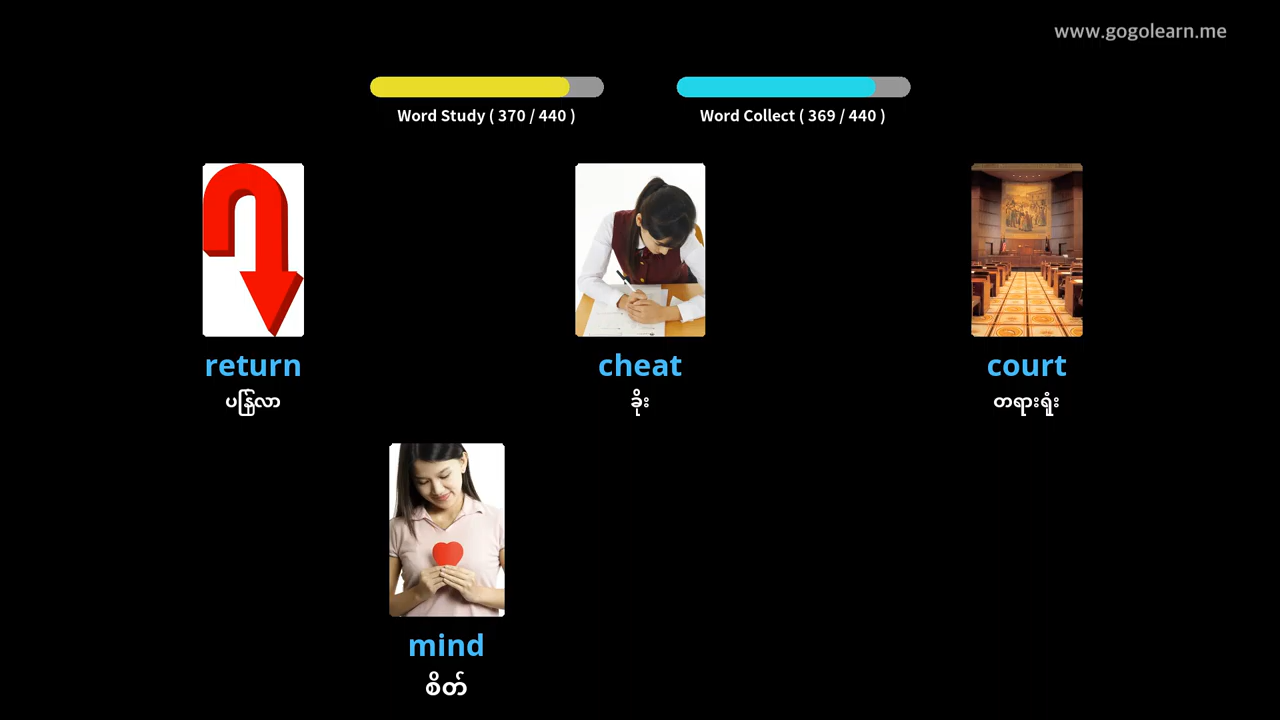 www.gogolearn.me
Word Study ( 370 / 440 )
Word Collect ( 369 / 440 )
return
ပြန်လာ
cheat
ခိုး
court
တရားရုံး
mind
စိတ်